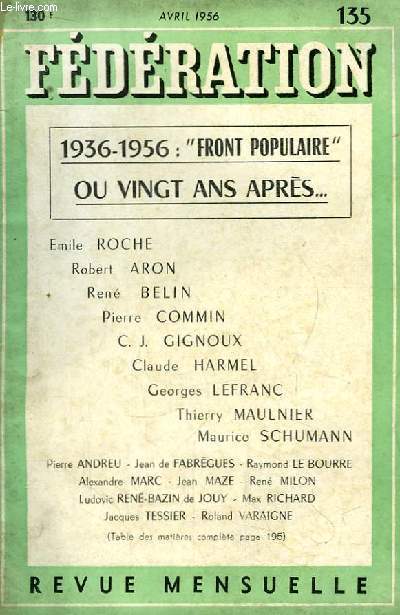 www.Le-livre.com
130 F
AVRIL 1956
135
FÉDÉRATION
1936-1956 : "FRONT POPULAIRE"
OU VINGT ANS APRÈS...
Emile ROCHE
Robert ARON
René BELIN
Pierre COMMIN
C. J. GIGNOUX
Claude HARMEL
Georges LEFRANC
Thierry MAULNIER
Maurice SCHUMANN
Pierre ANDREU - Jean de FABRÈGUES - Raymond LE BOURRE
Alexandre MARC - Jean MAZE - René MILON
Ludovic RENÉ-BAZIN de JOUY - Max RICHARD
Jacques TESSIER - Roland VARAIGNE
(Table des matières complète page 196)
REVUE MENSUELLE